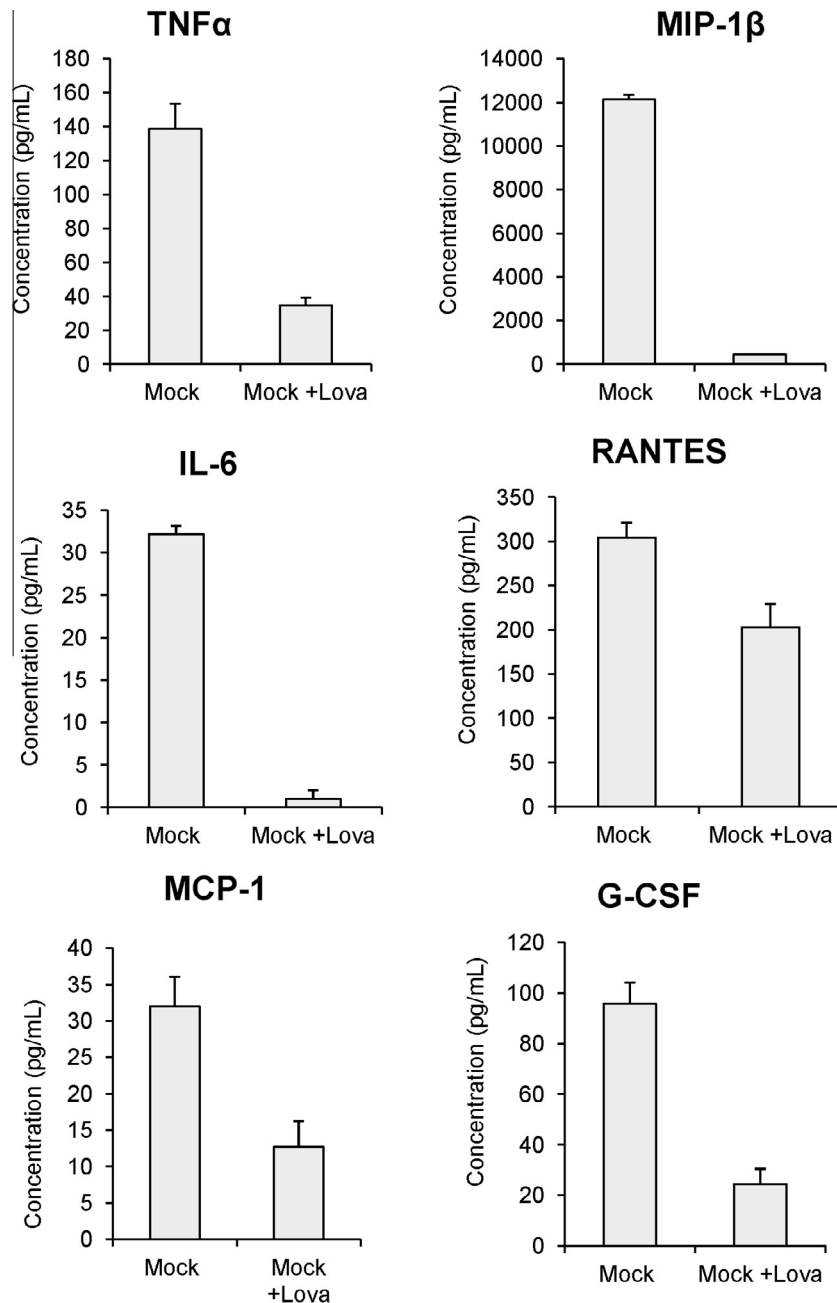 TNFα
Concentration (pg/mL)
180
160
140
120
100
80
60
40
20
0
Mock
Mock +Lova
MIP-1β
Concentration (pg/mL)
14000
12000
10000
8000
6000
4000
2000
0
Mock
Mock +Lova
IL-6
Concentration (pg/mL)
35
30
25
20
15
10
5
0
Mock
Mock +Lova
RANTES
Concentration (pg/mL)
350
300
250
200
150
100
50
0
Mock
Mock +Lova
MCP-1
Concentration (pg/mL)
40
35
30
25
20
15
10
5
0
Mock
Mock
+Lova
G-CSF
Concentration (pg/mL)
120
100
80
60
40
20
0
Mock
Mock +Lova